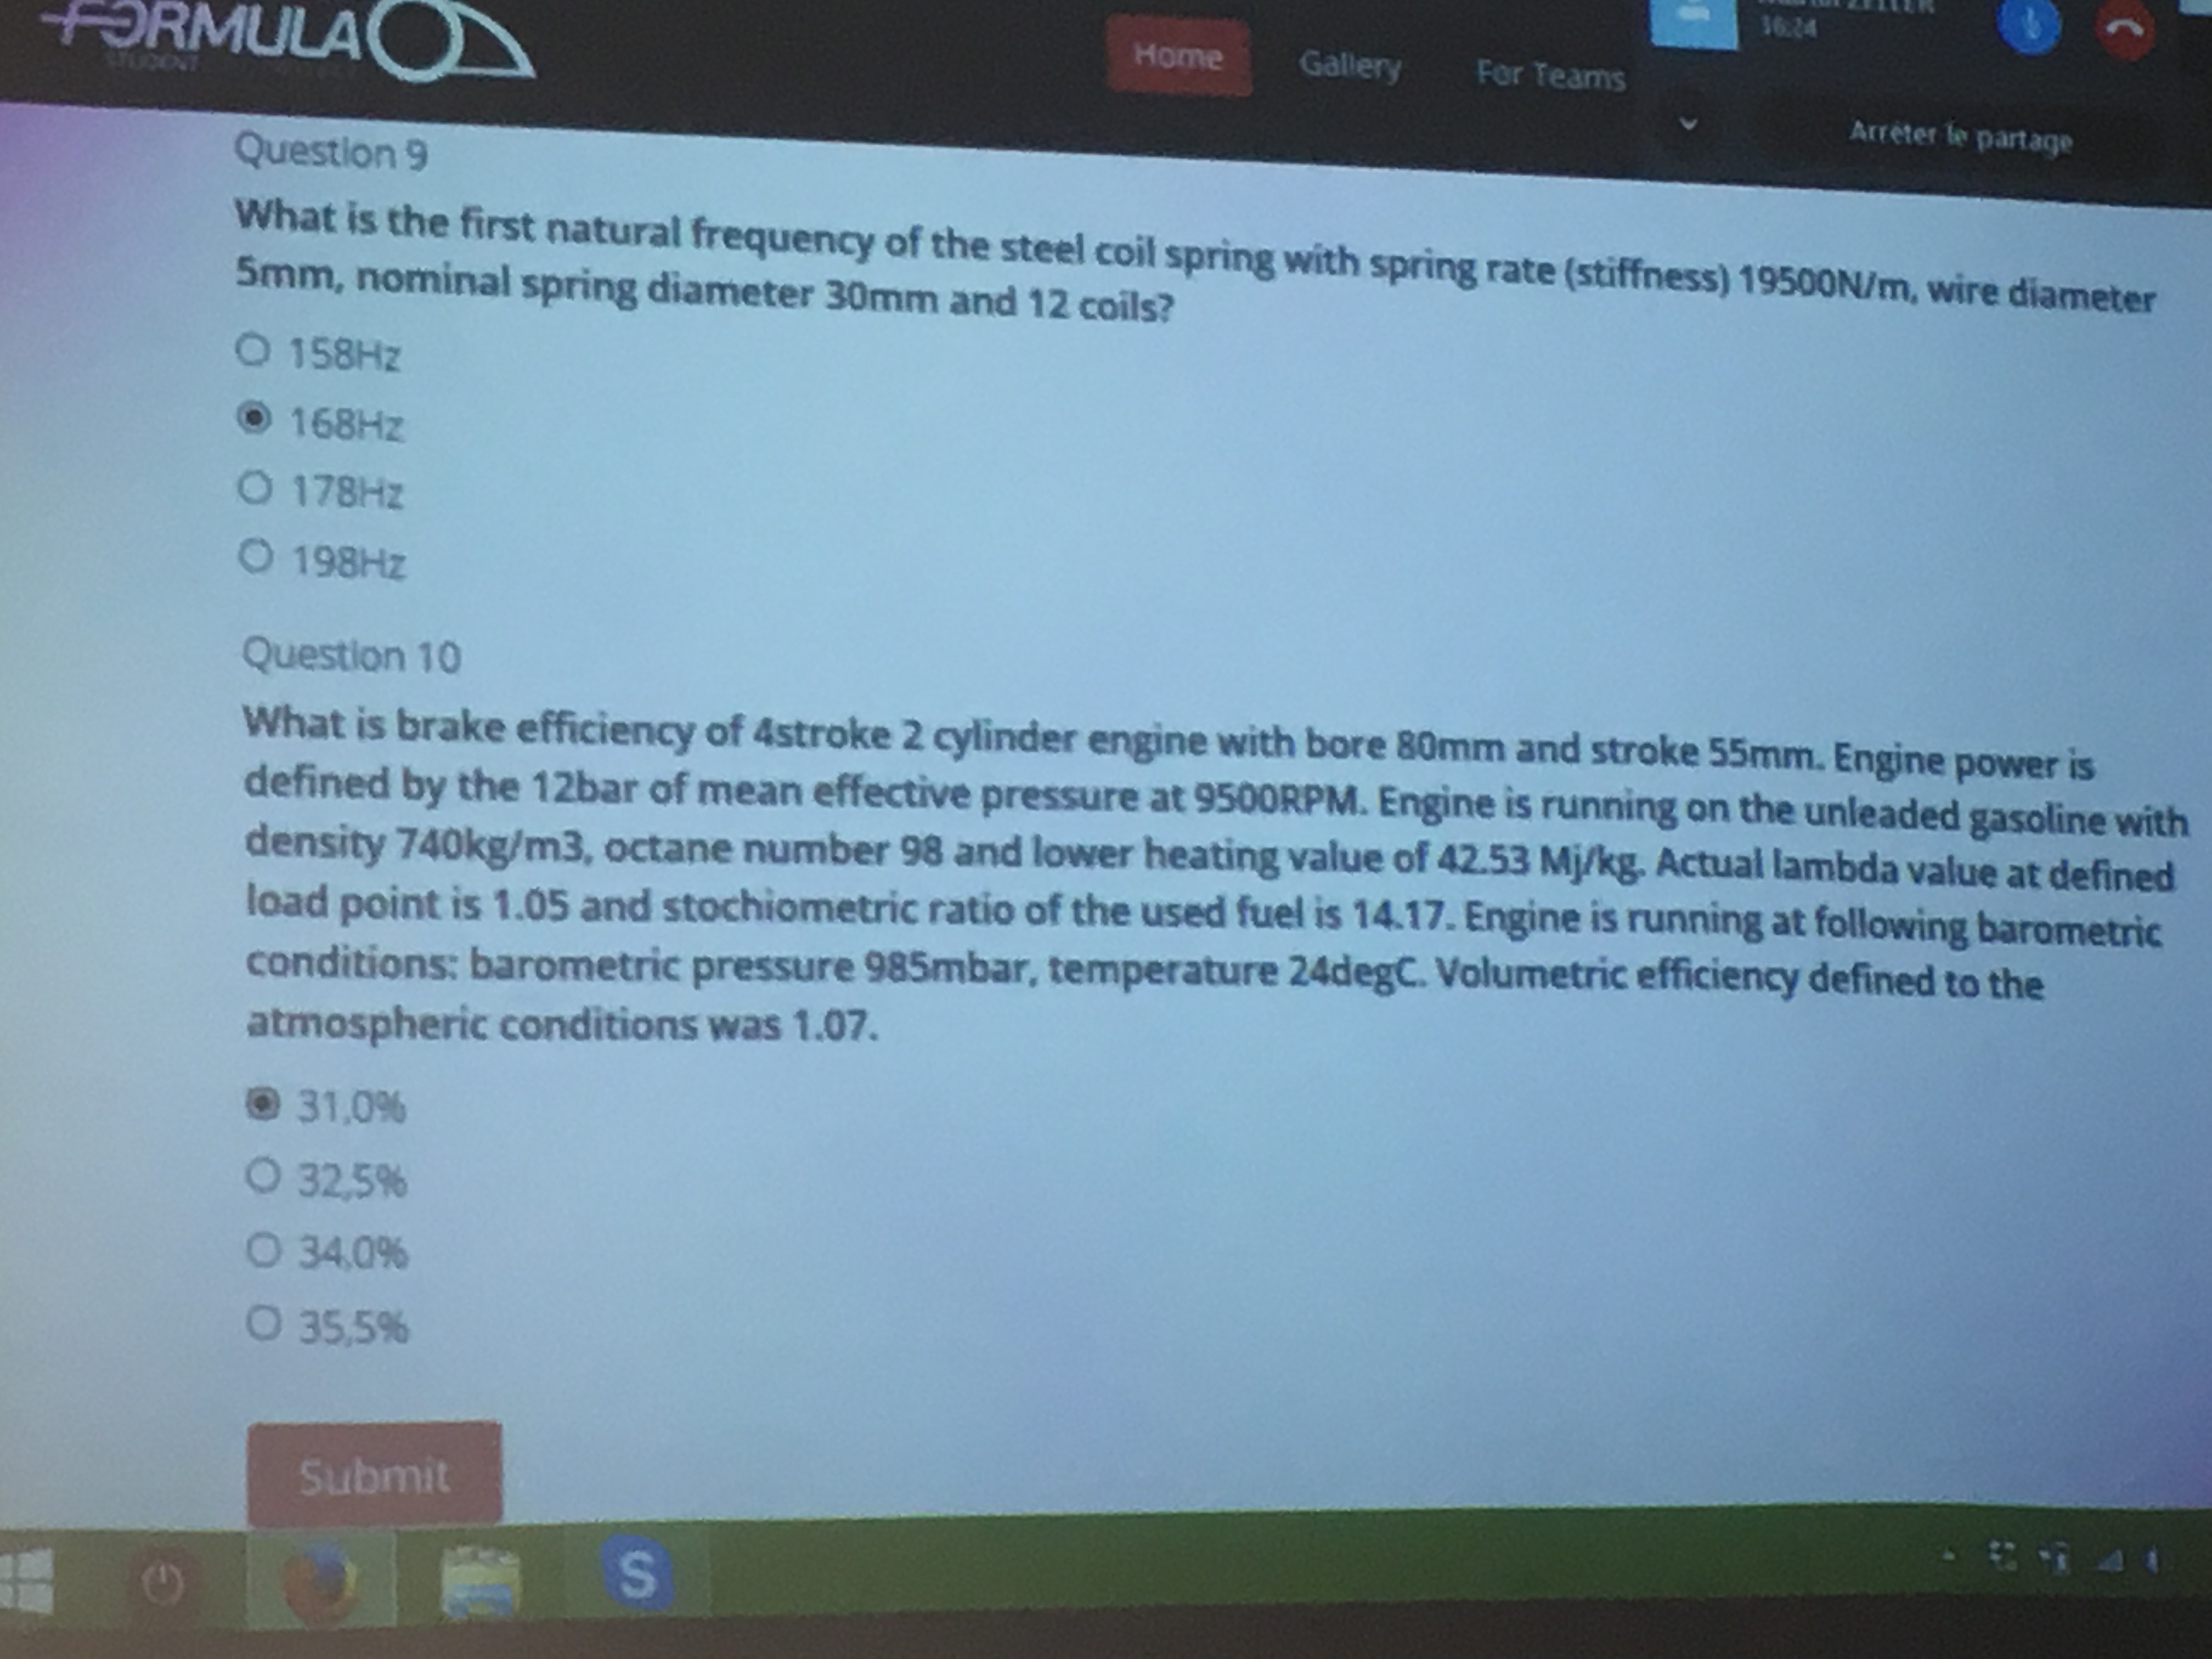 FORMULA
STUDENT
Home
Gallery
For Teams
16:24
Arrêter le partage
Question 9
What is the first natural frequency of the steel coil spring with spring rate (stiffness) 19500N/m, wire diameter
5mm, nominal spring diameter 30mm and 12 coils?
158Hz
168Hz
178Hz
198Hz
Question 10
What is brake efficiency of 4stroke 2 cylinder engine with bore 80mm and stroke 55mm. Engine power is
defined by the 12bar of mean effective pressure at 9500RPM. Engine is running on the unleaded gasoline with
density 740kg/m3, octane number 98 and lower heating value of 42.53 Mj/kg. Actual lambda value at defined
load point is 1.05 and stochiometric ratio of the used fuel is 14.17. Engine is running at following barometric
conditions: barometric pressure 985mbar, temperature 24degC. Volumetric efficiency defined to the
atmospheric conditions was 1.07.
31,0%
32,5%
34,0%
35,5%
Submit
S